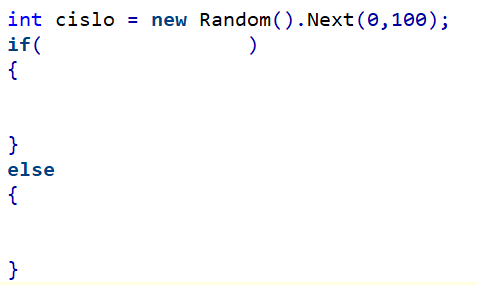 int cislo = new Random().Next(0,100);
if(                 )
{
}
else
{
}